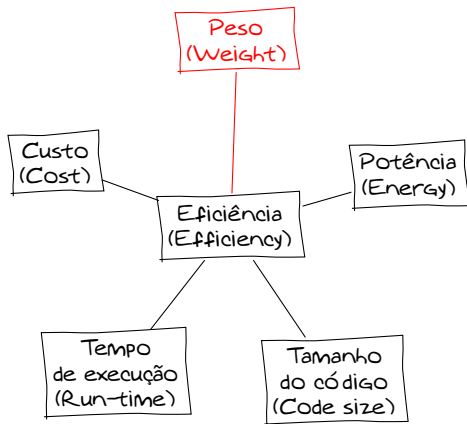 Peso
(Weight)
Custo
(Cost)
Potência
(Energy)
Eficiência
(Efficiency)
Tempo
de execução
(Run-time)
Tamanho
do código
(Code size)